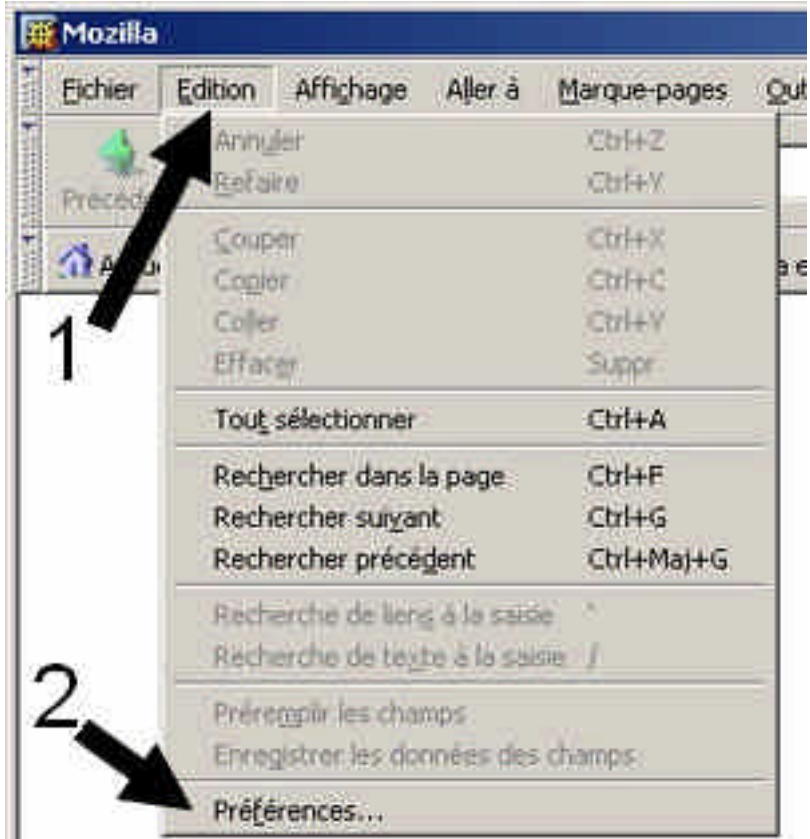 Mozilla
Fichier Edition Affichage Aller à Marque-pages Out
Annuler Ctrl+Z
Précéde
Refaire Ctrl+Y
Couper Ctrl+X
Copier Ctrl+C
1
Coller Ctrl+V
Effacer Suppr
Tout sélectionner Ctrl+A
Rechercher dans la page Ctrl+F
Rechercher suivant Ctrl+G
Rechercher précédent Ctrl+Maj+G
Recherche de liens à la saisie '
Recherche de texte à la saisie /
2
Préremplir les champs
Enregistrer les données des champs
Préférences...